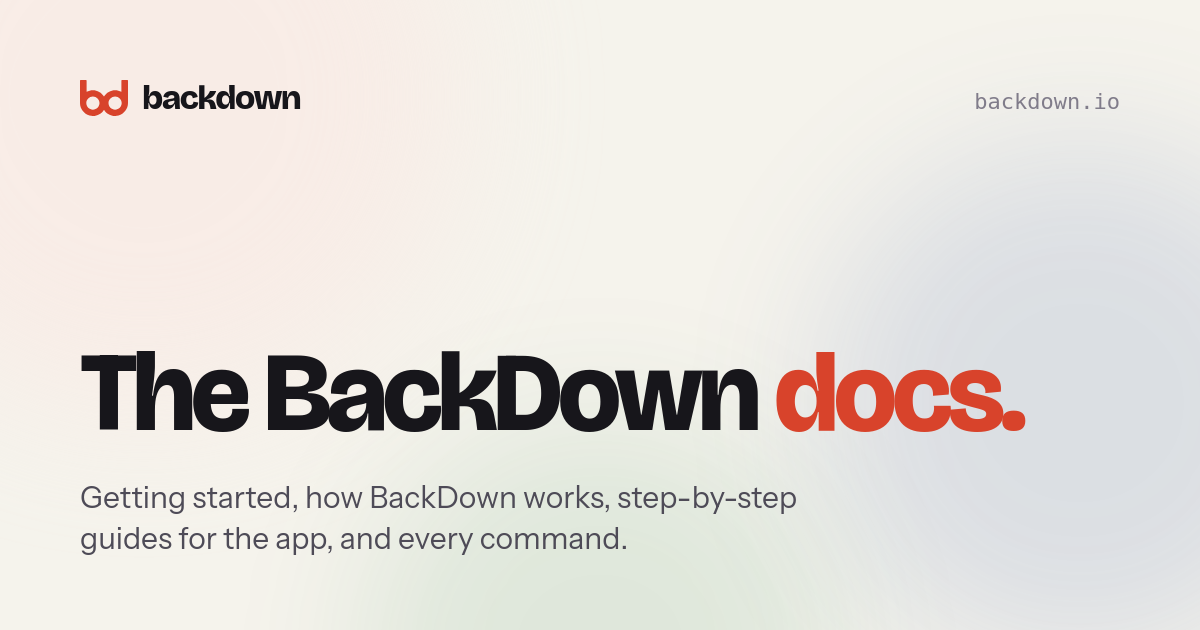 backdown
backdown.io
The BackDown docs.
Getting started, how BackDown works, step-by-step
guides for the app, and every command.